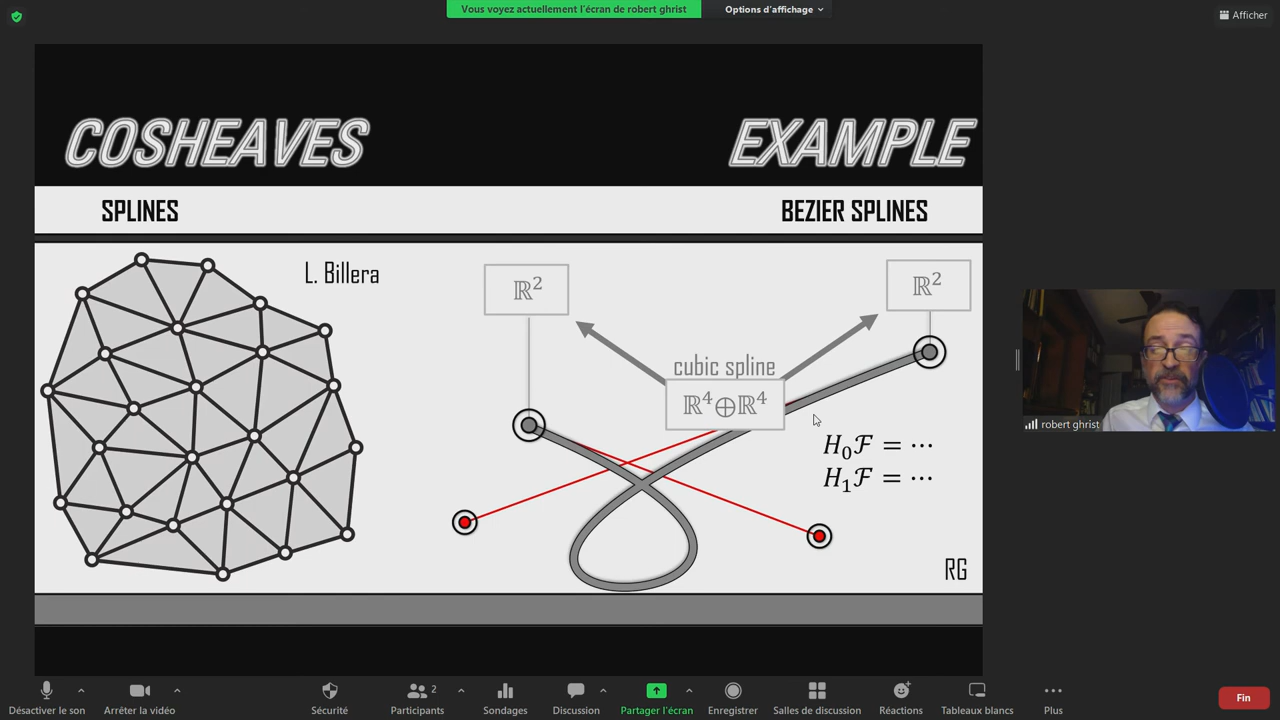 Vous voyez actuellement l'écran de robert ghrist
Options d'affichage
Afficher
COSHEAVES
EXAMPLE
SPLINES
BEZIER SPLINES
L. Billera
ℝ²
ℝ²
cubic spline
ℝ⁴⊕ℝ⁴
H₀ℱ = ⋯
H₁ℱ = ⋯
RG
robert ghrist
Désactiver le son
Arrêter la vidéo
Sécurité
Participants
2
Sondages
Discussion
Partager l'écran
Enregistrer
Salles de discussion
Réactions
Tableaux blancs
Plus
Fin